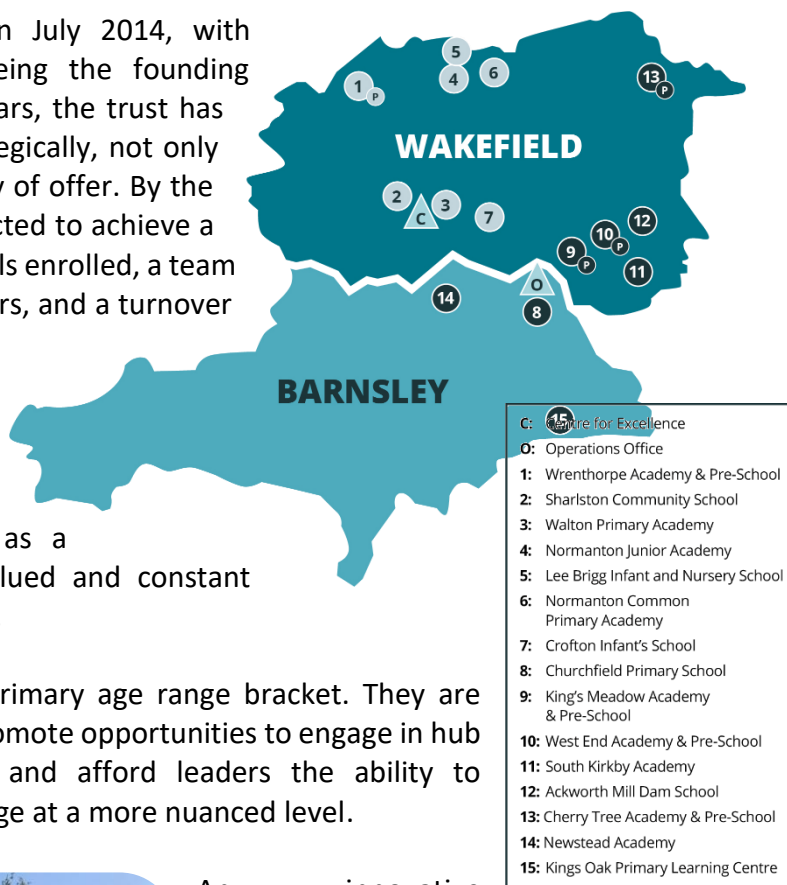 n July 2014, with
eing the founding
ars, the trust has
egically, not only
y of offer. By the
cted to achieve a
ls enrolled, a team
rs, and a turnover
as a
lued and constant
rimary age range bracket. They are
omote opportunities to engage in hub
and afford leaders the ability to
ge at a more nuanced level.
An innovative
5
4
6
1
P
13
P
WAKEFIELD
2
C
3
7
12
10
P
9
P
11
O
14
8
BARNSLEY
15
C: Centre for Excellence
O: Operations Office
1: Wrenthorpe Academy & Pre-School
2: Sharlston Community School
3: Walton Primary Academy
4: Normanton Junior Academy
5: Lee Brigg Infant and Nursery School
6: Normanton Common
Primary Academy
7: Crofton Infant's School
8: Churchfield Primary School
9: King's Meadow Academy
& Pre-School
10: West End Academy & Pre-School
11: South Kirkby Academy
12: Ackworth Mill Dam School
13: Cherry Tree Academy & Pre-School
14: Newstead Academy
15: Kings Oak Primary Learning Centre